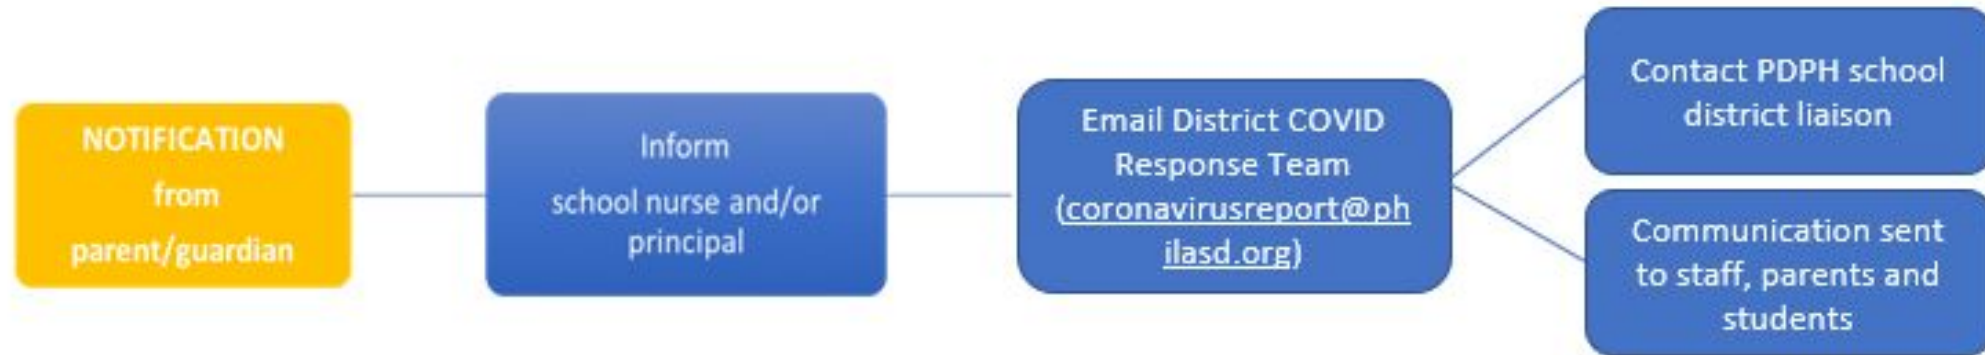 NOTIFICATION
from
parent/guardian
Inform
school nurse and/or
principal
Email District COVID
Response Team
(coronavirusreport@ph
ilasd.org)
Contact PDPH school
district liaison
Communication sent
to staff, parents and
students